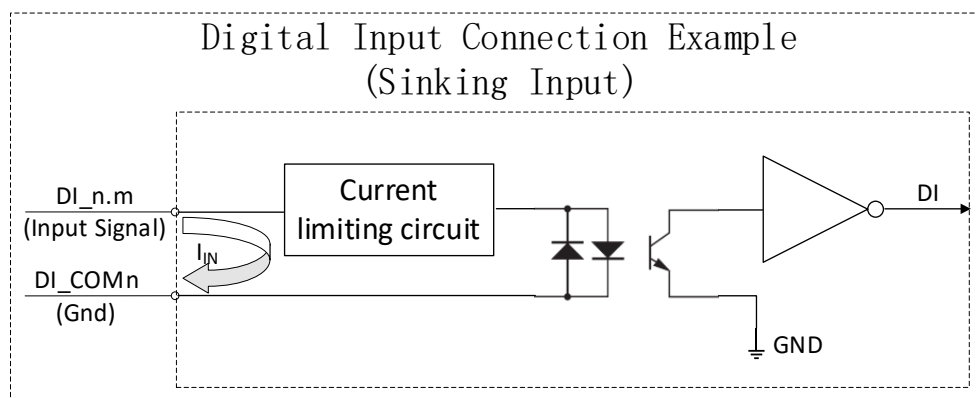 Digital Input Connection Example
(Sinking Input)
DI_n.m
(Input Signal)
Current
limiting circuit
DI
I_IN
DI_COMn
(Gnd)
GND